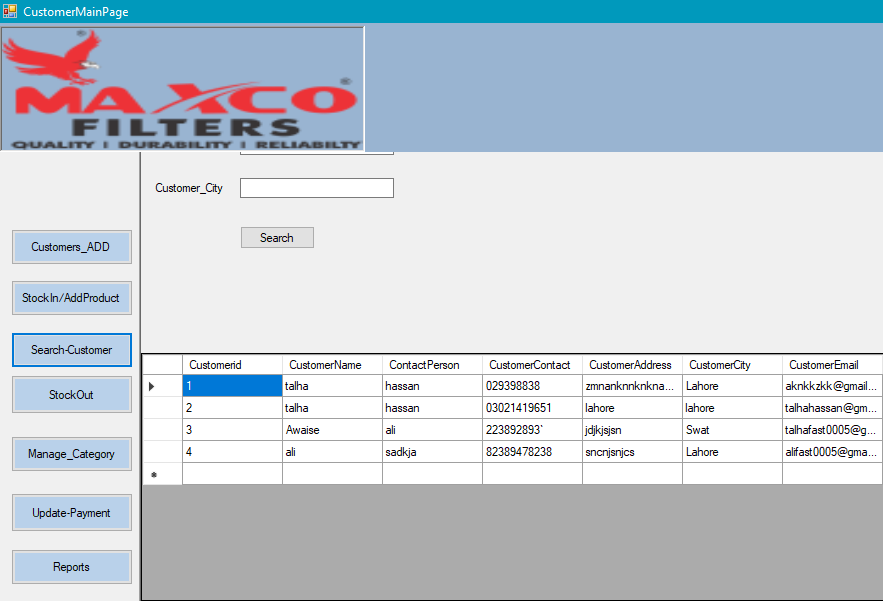 CustomerMainPage
MAXCO
FILTERS
QUALITY | DURABILITY | RELIABILTY
Customer_City
Search
Customers_ADD
StockIn/AddProduct
Search-Customer
StockOut
Manage_Category
Update-Payment
Reports
Customerid CustomerName ContactPerson CustomerContact CustomerAddress CustomerCity CustomerEmail
1 talha hassan 029398838 zmnanknnknkna... Lahore aknkkzkk@gmail...
2 talha hassan 03021419651 lahore lahore talhahassan@gm...
3 Awaise ali 223892893` jdjkjsjsn Swat talhafast0005@g...
4 ali sadkja 82389478238 sncnjsnjcs Lahore alifast0005@gma...